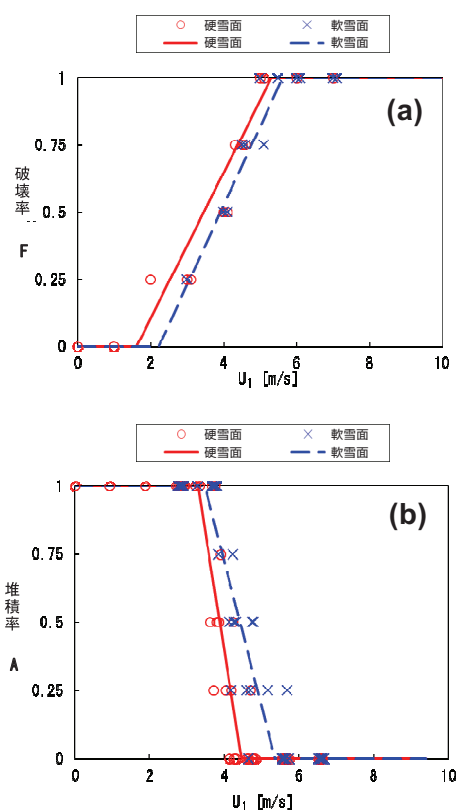 硬雪面 軟雪面
硬雪面 軟雪面
(a)
1
0.75
0.5
0.25
0
破壊率
F
0 2 4 6 8 10
U₁ [m/s]
硬雪面 軟雪面
硬雪面 軟雪面
(b)
1
0.75
0.5
0.25
0
堆積率
A
0 2 4 6 8 10
U₁ [m/s]